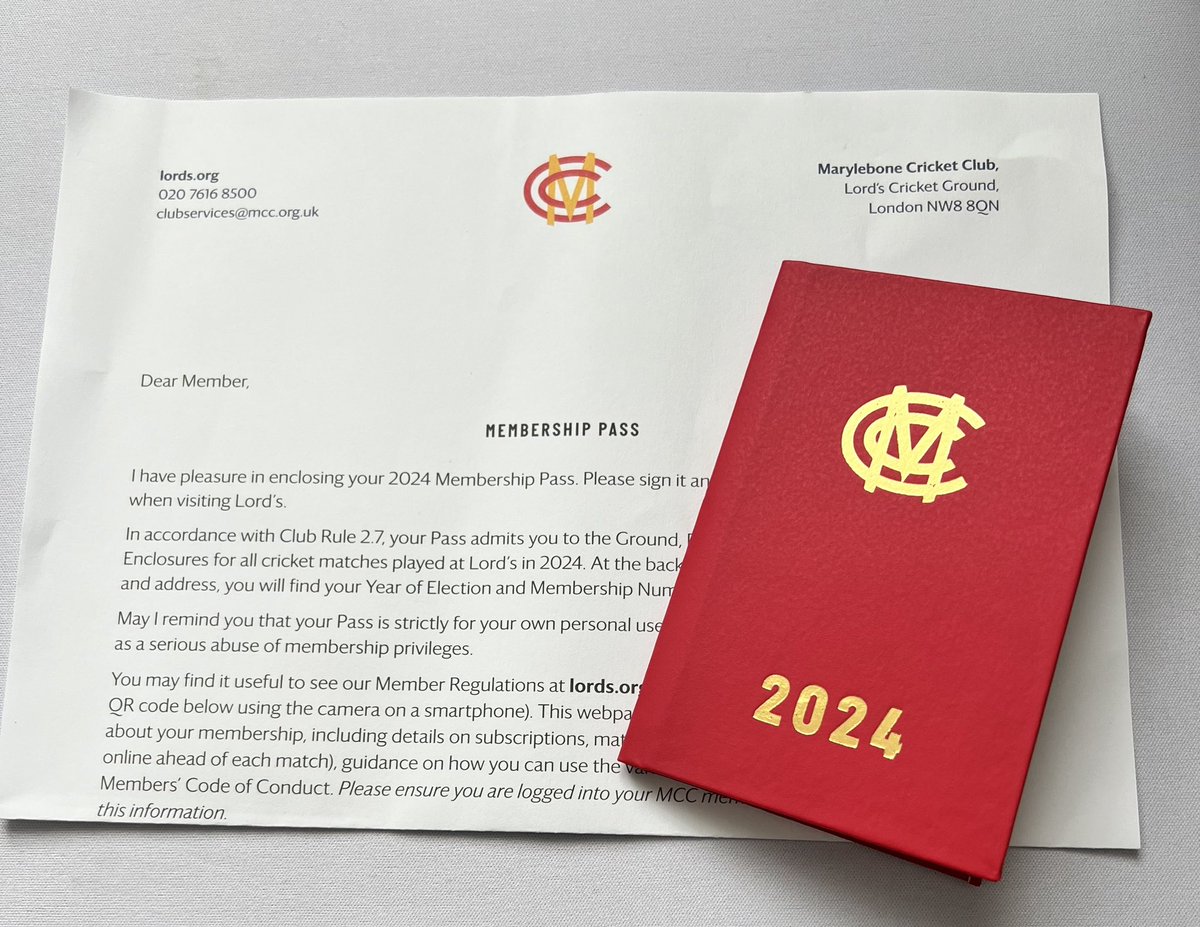 lords.org
020 7616 8500
clubservices@mcc.org.uk
MCC
Marylebone Cricket Club,
Lord's Cricket Ground,
London NW8 8QN
Dear Member,
MEMBERSHIP PASS
I have pleasure in enclosing your 2024 Membership Pass. Please sign it an
when visiting Lord's.
In accordance with Club Rule 2.7, your Pass admits you to the Ground,
Enclosures for all cricket matches played at Lord's in 2024. At the back
and address, you will find your Year of Election and Membership Num
May I remind you that your Pass is strictly for your own personal use
as a serious abuse of membership privileges.
You may find it useful to see our Member Regulations at lords.org
QR code below using the camera on a smartphone). This webpa
about your membership, including details on subscriptions, mat
online ahead of each match), guidance on how you can use the
Members' Code of Conduct. Please ensure you are logged into your MCC mem
this information.
MCC
2024